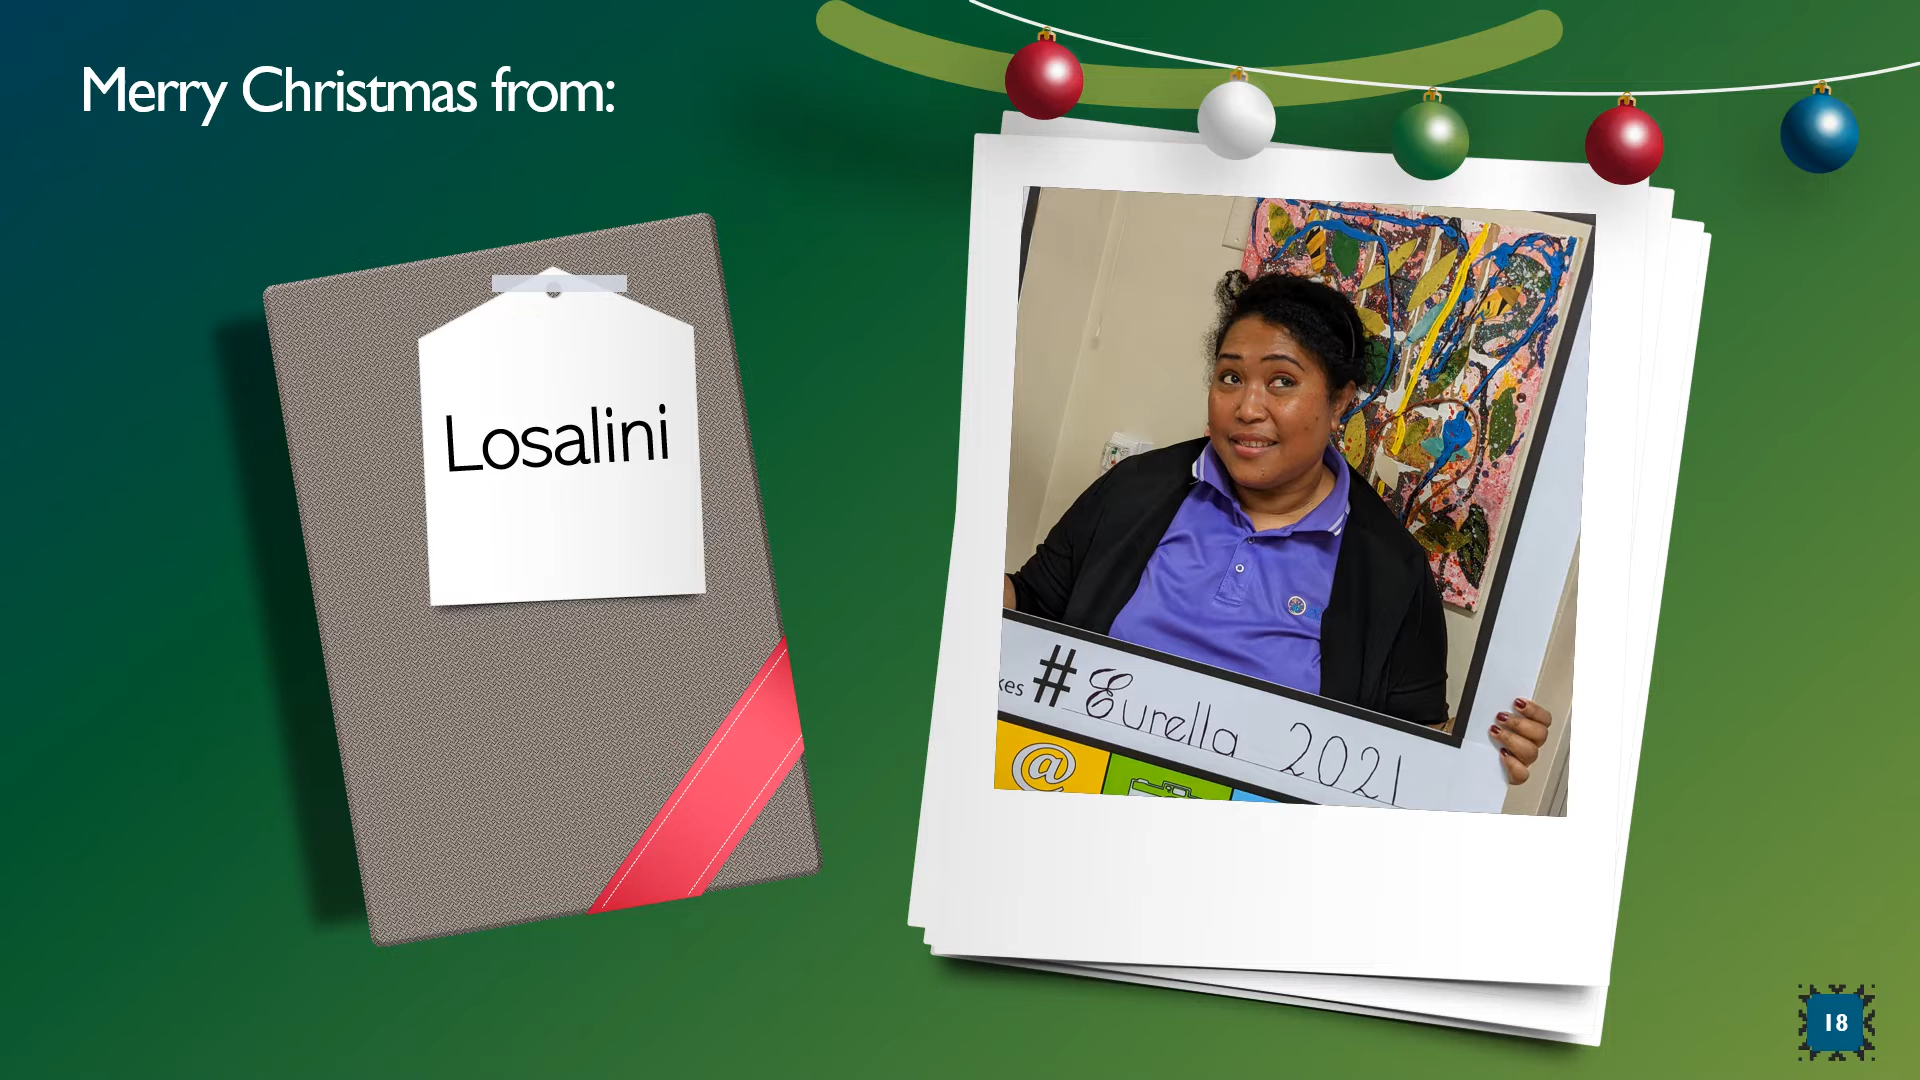 Merry Christmas from:
Losalini
kes #Eurella 2021
@
18